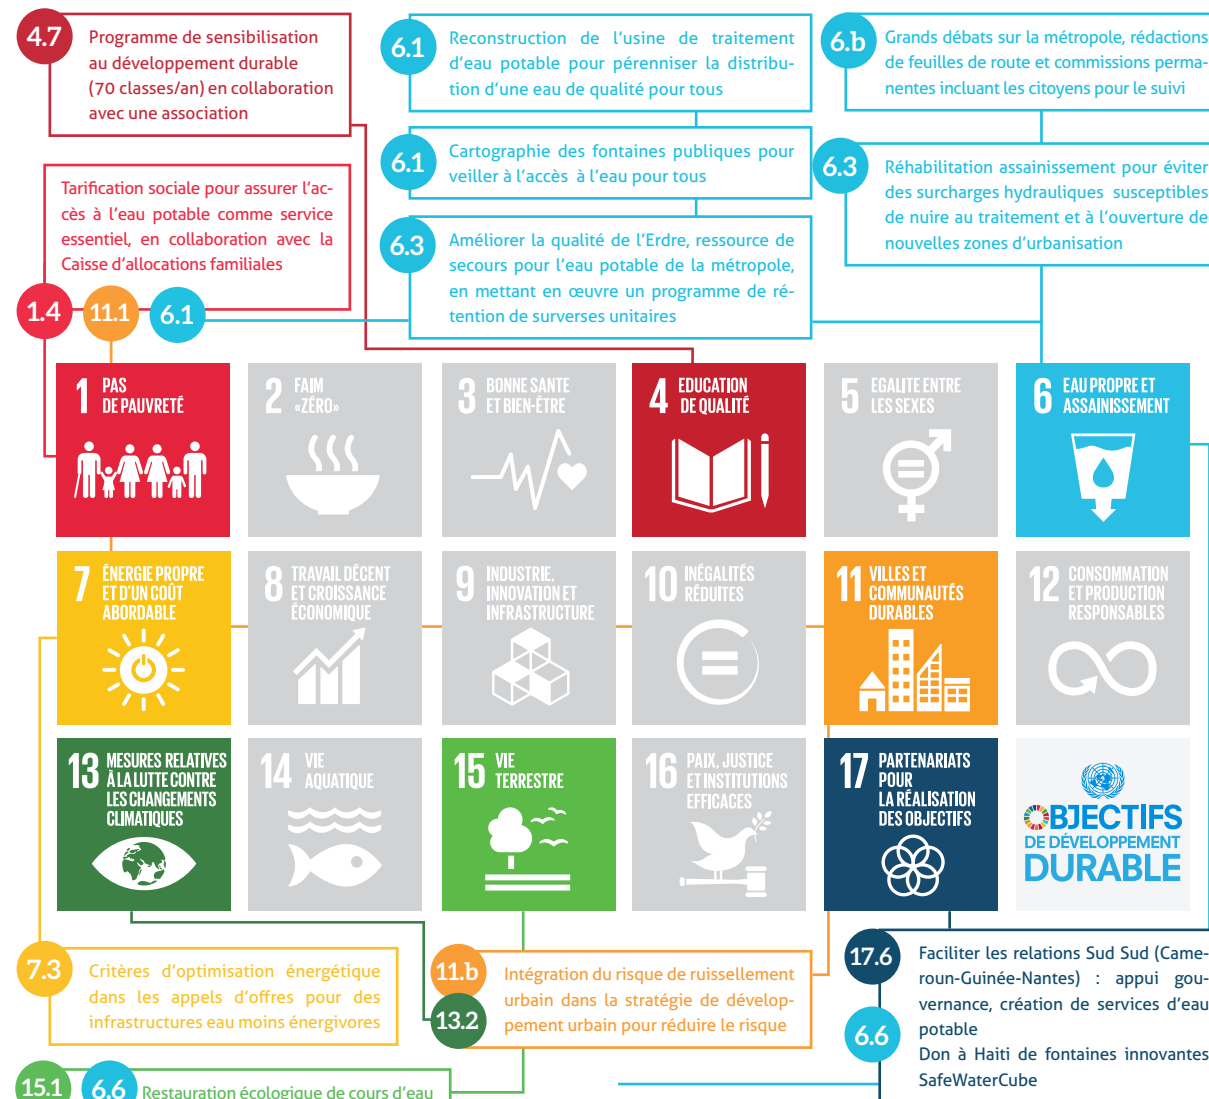 4.7
Programme de sensibilisation
au développement durable
(70 classes/an) en collaboration
avec une association
6.1
Reconstruction de l'usine de traitement
d'eau potable pour pérenniser la distribu-
tion d'une eau de qualité pour tous
6.b
Grands débats sur la métropole, rédactions
de feuilles de route et commissions perma-
nentes incluant les citoyens pour le suivi
6.1
Cartographie des fontaines publiques pour
veiller à l'accès à l'eau pour tous
6.3
Réhabilitation assainissement pour éviter
des surcharges hydrauliques susceptibles
de nuire au traitement et à l'ouverture de
nouvelles zones d'urbanisation
Tarification sociale pour assurer l'ac-
cès à l'eau potable comme service
essentiel, en collaboration avec la
Caisse d'allocations familiales
1.4
11.1
6.1
6.3
Améliorer la qualité de l'Erdre, ressource de
secours pour l'eau potable de la métropole,
en mettant en œuvre un programme de ré-
tention de surverses unitaires
1 PAS
DE PAUVRETÉ
2 FAIM
«ZÉRO»
3 BONNE SANTE
ET BIEN-ÊTRE
4 EDUCATION
DE QUALITÉ
5 EGALITE ENTRE
LES SEXES
6 EAU PROPRE ET
ASSAINISSEMENT
7 ÉNERGIE PROPRE
ET D'UN COÛT
ABORDABLE
8 TRAVAIL DÉCENT
ET CROISSANCE
ÉCONOMIQUE
9 INDUSTRIE,
INNOVATION ET
INFRASTRUCTURE
10 INÉGALITÉS
RÉDUITES
11 VILLES ET
COMMUNAUTÉS
DURABLES
12 CONSOMMATION
ET PRODUCTION
RESPONSABLES
13 MESURES RELATIVES
À LA LUTTE CONTRE
LES CHANGEMENTS
CLIMATIQUES
14 VIE
AQUATIQUE
15 VIE
TERRESTRE
16 PAIX, JUSTICE
ET INSTITUTIONS
EFFICACES
17 PARTENARIATS
POUR
LA RÉALISATION
DES OBJECTIFS
OBJECTIFS
DE DÉVELOPPEMENT
DURABLE
7.3
Critères d'optimisation énergétique
dans les appels d'offres pour des
infrastructures eau moins énergivores
11.b
13.2
Intégration du risque de ruissellement
urbain dans la stratégie de dévelop-
pement urbain pour réduire le risque
17.6
6.6
Faciliter les relations Sud Sud (Came-
roun-Guinée-Nantes) : appui gou-
vernance, création de services d'eau
potable
Don à Haiti de fontaines innovantes
SafeWaterCube
15.1
6.6
Restauration écologique de cours d'eau